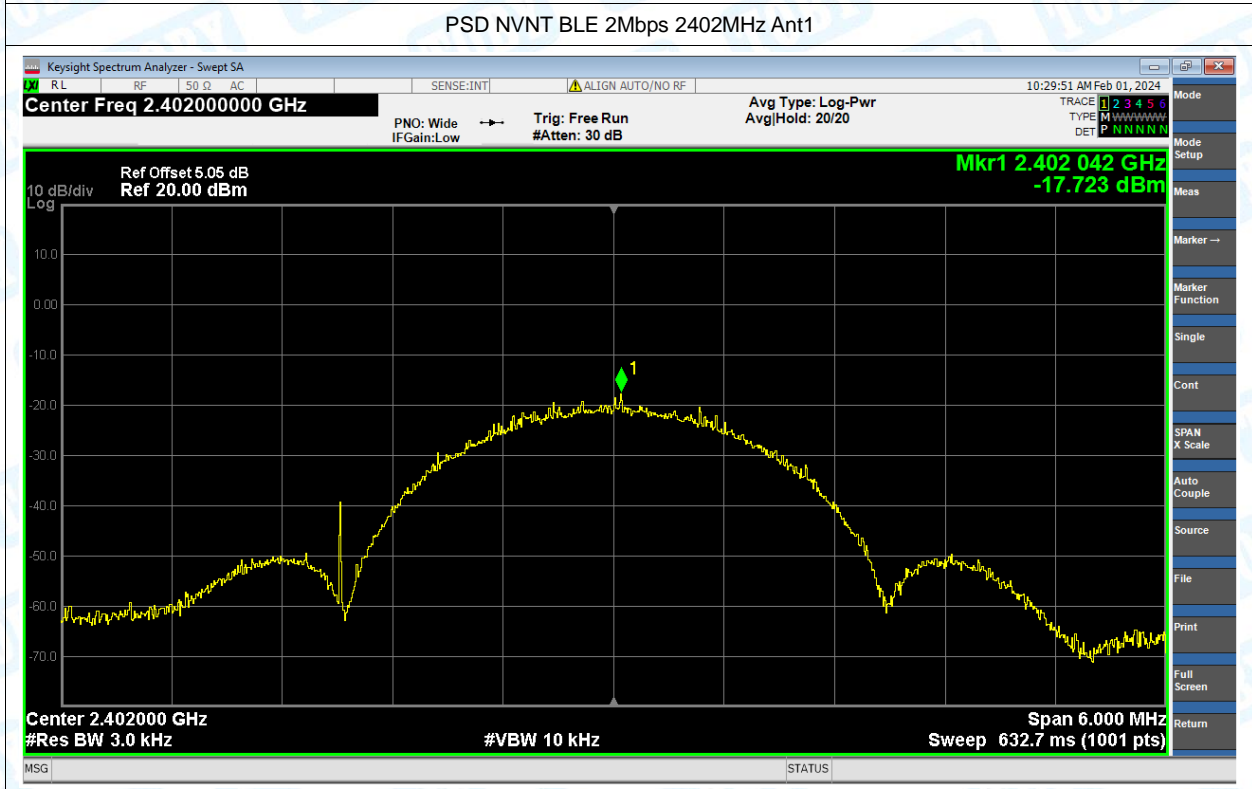 PSD NVNT BLE 2Mbps 2402MHz Ant1
Keysight Spectrum Analyzer - Swept SA
LXI RL RF 50 Ω AC SENSE:INT ALIGN AUTO/NO RF 10:29:51 AM Feb 01, 2024
Center Freq 2.402000000 GHz
PNO: Wide
IFGain:Low
Trig: Free Run
#Atten: 30 dB
Avg Type: Log-Pwr
Avg|Hold: 20/20
TRACE 1 2 3 4 5 6
TYPE M WWWWW
DET P N N N N N
Mkr1 2.402 042 GHz
-17.723 dBm
Ref Offset 5.05 dB
10 dB/div Ref 20.00 dBm
Log
10.0
0.00
-10.0
-20.0
-30.0
-40.0
-50.0
-60.0
-70.0
1
Center 2.402000 GHz Span 6.000 MHz
#Res BW 3.0 kHz #VBW 10 kHz Sweep 632.7 ms (1001 pts)
MSG STATUS
Mode
Mode
Setup
Meas
Marker →
Marker
Function
Single
Cont
SPAN
X Scale
Auto
Couple
Source
File
Print
Full
Screen
Return